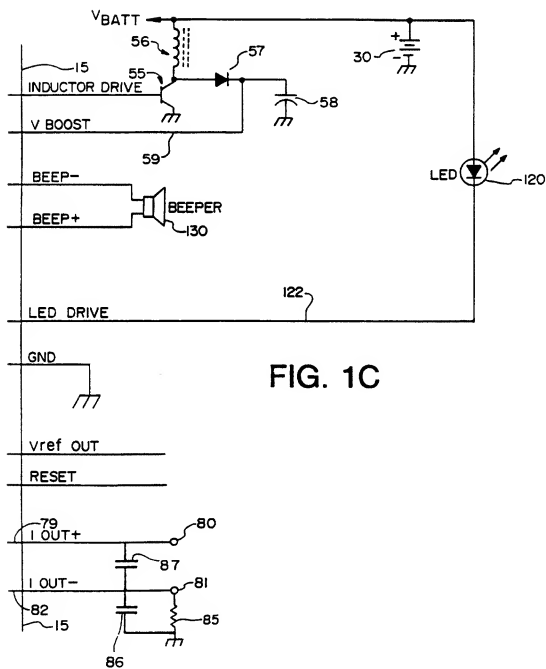 VBATT
56
57
+
30
-
15
55
INDUCTOR DRIVE
58
V BOOST
59
BEEP-
LED
120
BEEPER
BEEP+
130
122
LED DRIVE
GND
FIG. 1C
Vref OUT
RESET
79
80
I OUT+
87
I OUT-
81
82
85
15
86